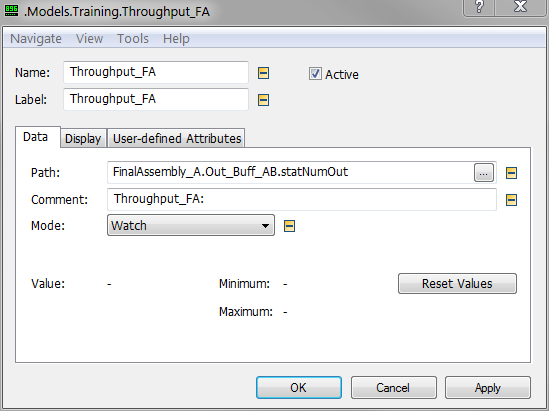 .Models.Training.Throughput_FA
Navigate View Tools Help
Name: Throughput_FA Active
Label: Throughput_FA
Data Display User-defined Attributes
Path: FinalAssembly_A.Out_Buff_AB.statNumOut ...
Comment: Throughput_FA:
Mode: Watch
Value: - Minimum: - Reset Values
Maximum: -
OK Cancel Apply